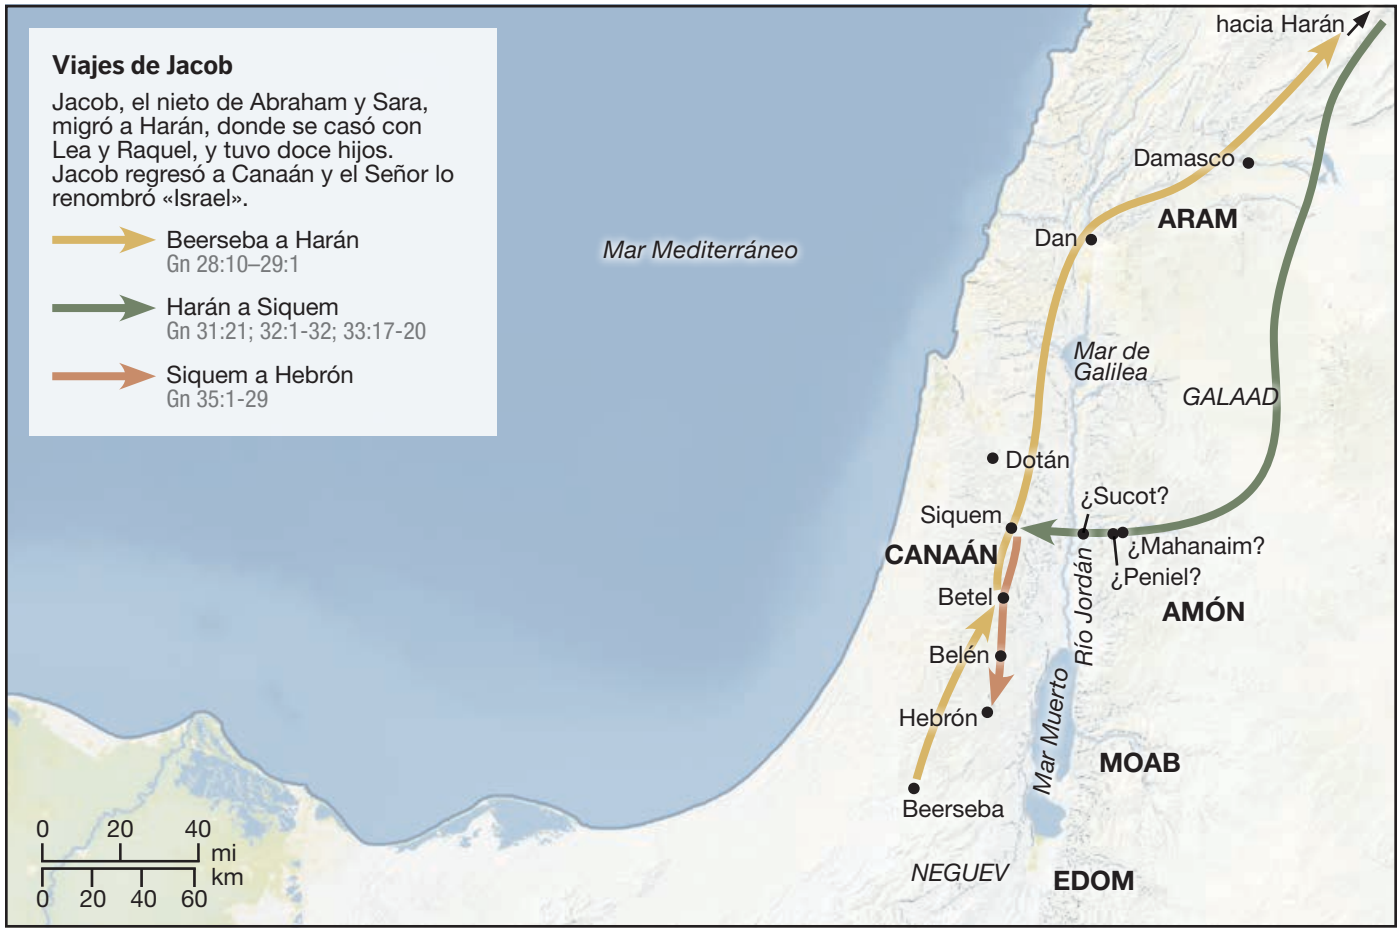 Viajes de Jacob
Jacob, el nieto de Abraham y Sara,
migró a Harán, donde se casó con
Lea y Raquel, y tuvo doce hijos.
Jacob regresó a Canaán y el Señor lo
renombró «Israel».
Beerseba a Harán
Gn 28:10–29:1
Harán a Siquem
Gn 31:21; 32:1-32; 33:17-20
Siquem a Hebrón
Gn 35:1-29
hacia Harán
Damasco
ARAM
Dan
Mar Mediterráneo
Mar de
Galilea
GALAAD
Dotán
¿Sucot?
Siquem
¿Mahanaim?
CANAÁN
¿Peniel?
Betel
AMÓN
Río Jordán
Belén
Hebrón
Mar Muerto
MOAB
Beerseba
NEGUEV
EDOM
0 20 40
mi
km
0 20 40 60